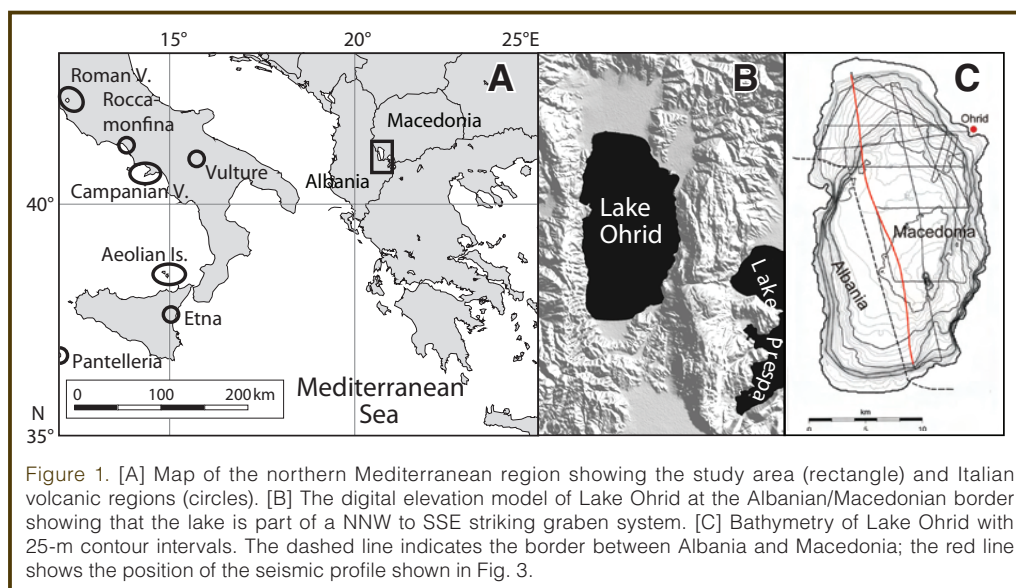 15°
20°
25°E
A
Roman V.
Rocca-
monfina
Macedonia
Vulture
Albania
Campanian V.
40°
Aeolian Is.
Etna
Pantelleria
0 100 200 km
Mediterranean
Sea
N
35°
B
Lake
Ohrid
Lake
Prespa
C
Ohrid
Macedonia
Albania
km
0 5 10
Figure 1. [A] Map of the northern Mediterranean region showing the study area (rectangle) and Italian
volcanic regions (circles). [B] The digital elevation model of Lake Ohrid at the Albanian/Macedonian border
showing that the lake is part of a NNW to SSE striking graben system. [C] Bathymetry of Lake Ohrid with
25-m contour intervals. The dashed line indicates the border between Albania and Macedonia; the red line
shows the position of the seismic profile shown in Fig. 3.